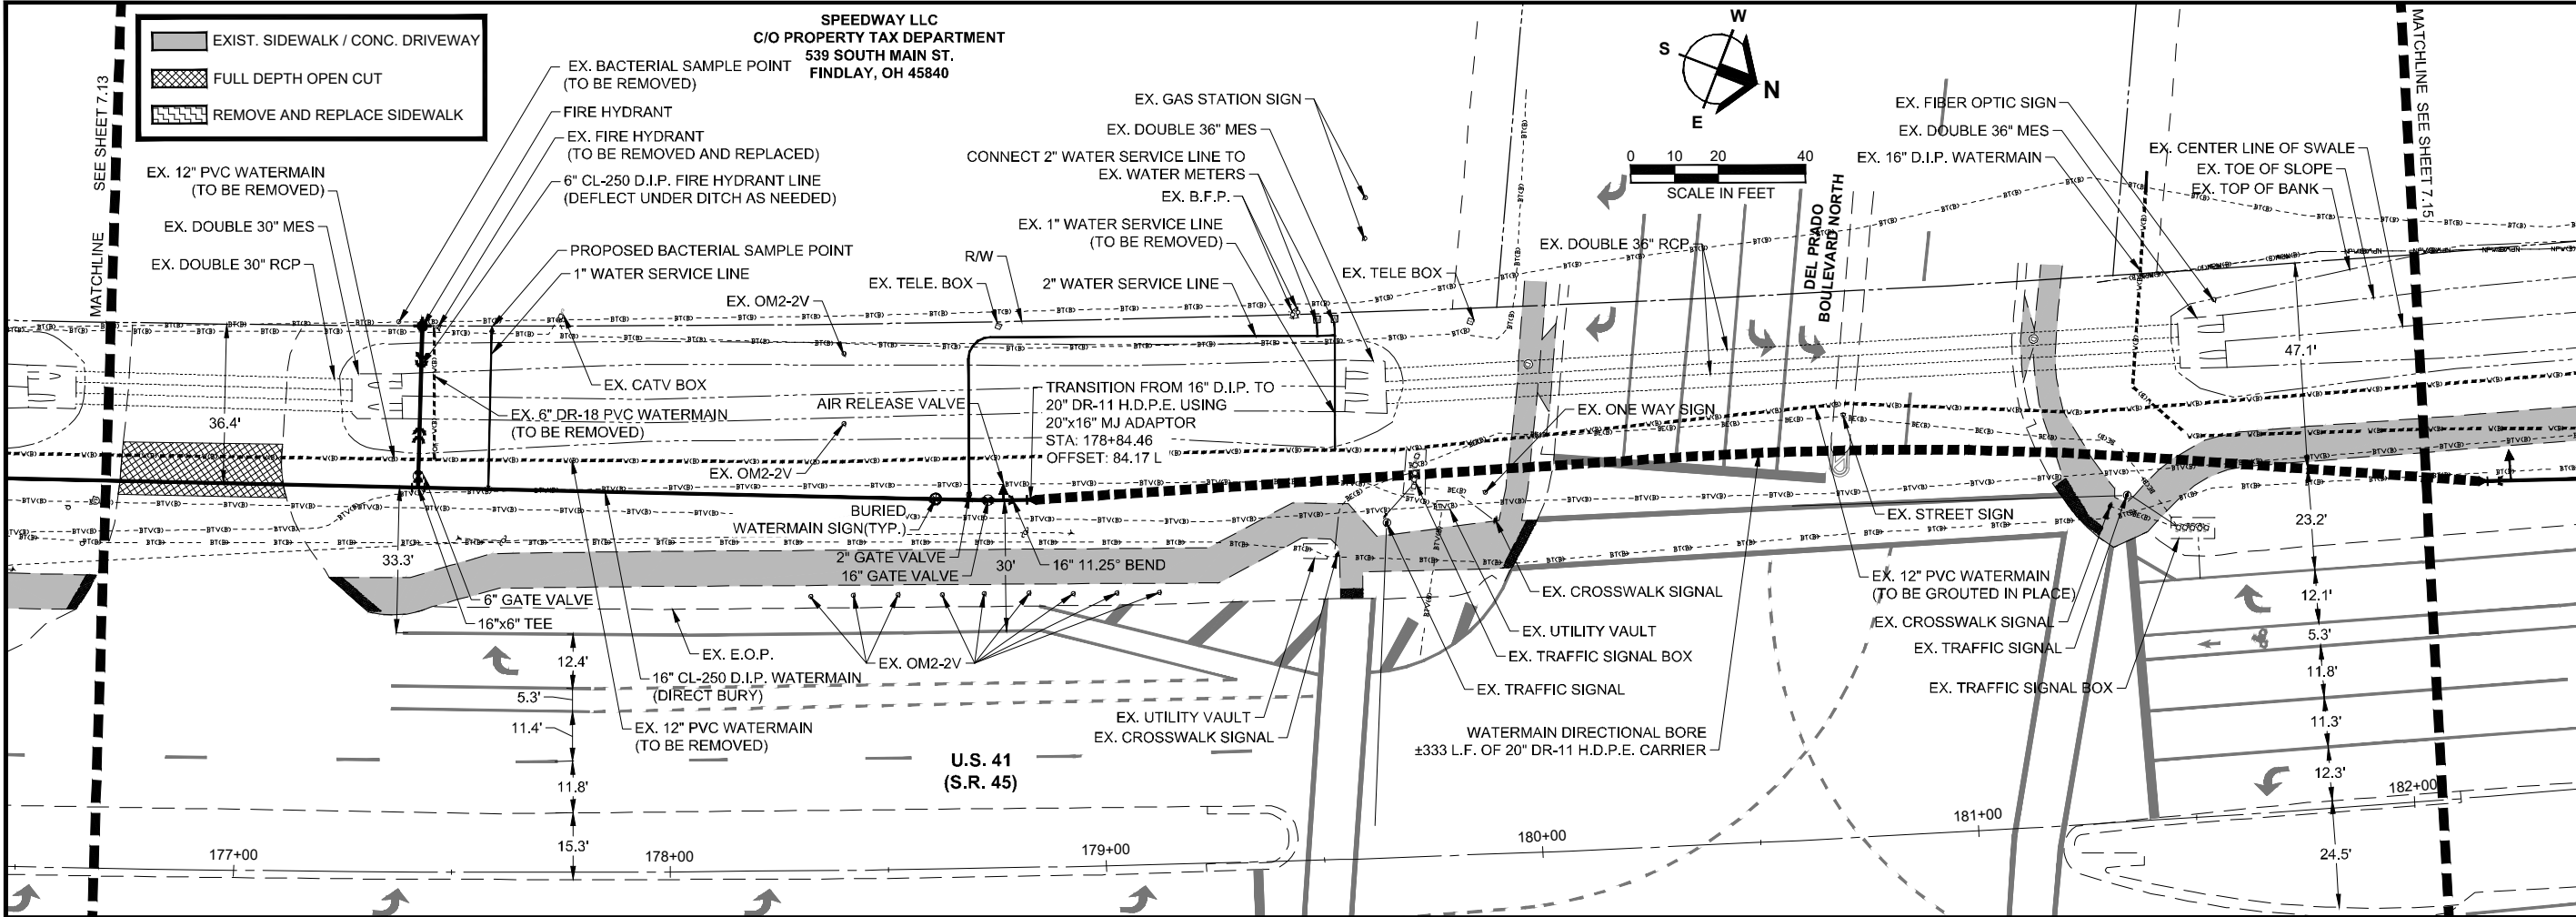 EXIST. SIDEWALK / CONC. DRIVEWAY
FULL DEPTH OPEN CUT
REMOVE AND REPLACE SIDEWALK
SPEEDWAY LLC
C/O PROPERTY TAX DEPARTMENT
539 SOUTH MAIN ST.
FINDLAY, OH 45840
MATCHLINE SEE SHEET 7.13
EX. BACTERIAL SAMPLE POINT
(TO BE REMOVED)
FIRE HYDRANT
EX. FIRE HYDRANT
(TO BE REMOVED AND REPLACED)
6" CL-250 D.I.P. FIRE HYDRANT LINE
(DEFLECT UNDER DITCH AS NEEDED)
EX. 12" PVC WATERMAIN
(TO BE REMOVED)
EX. DOUBLE 30" MES
EX. DOUBLE 30" RCP
PROPOSED BACTERIAL SAMPLE POINT
1" WATER SERVICE LINE
EX. OM2-2V
EX. TELE. BOX
R/W
EX. GAS STATION SIGN
EX. DOUBLE 36" MES
CONNECT 2" WATER SERVICE LINE TO
EX. WATER METERS
EX. B.F.P.
EX. 1" WATER SERVICE LINE
(TO BE REMOVED)
2" WATER SERVICE LINE
EX. TELE BOX
W
S
N
E
0 10 20 40
SCALE IN FEET
EX. DOUBLE 36" RCP
DEL PRADO
BOULEVARD NORTH
EX. FIBER OPTIC SIGN
EX. DOUBLE 36" MES
EX. 16" D.I.P. WATERMAIN
EX. CENTER LINE OF SWALE
EX. TOE OF SLOPE
EX. TOP OF BANK
MATCHLINE SEE SHEET 7.15
36.4'
EX. CATV BOX
EX. 6" DR-18 PVC WATERMAIN
(TO BE REMOVED)
AIR RELEASE VALVE
EX. OM2-2V
TRANSITION FROM 16" D.I.P. TO
20" DR-11 H.D.P.E. USING
20"x16" MJ ADAPTOR
STA: 178+84.46
OFFSET: 84.17 L
EX. ONE WAY SIGN
47.1'
BURIED
WATERMAIN SIGN(TYP.)
2" GATE VALVE
16" GATE VALVE
30'
16" 11.25° BEND
33.3'
6" GATE VALVE
16"x6" TEE
EX. E.O.P.
16" CL-250 D.I.P. WATERMAIN
(DIRECT BURY)
EX. 12" PVC WATERMAIN
(TO BE REMOVED)
EX. OM2-2V
EX. STREET SIGN
EX. 12" PVC WATERMAIN
(TO BE GROUTED IN PLACE)
EX. CROSSWALK SIGNAL
EX. TRAFFIC SIGNAL
EX. TRAFFIC SIGNAL BOX
EX. CROSSWALK SIGNAL
EX. UTILITY VAULT
EX. TRAFFIC SIGNAL BOX
EX. TRAFFIC SIGNAL
EX. UTILITY VAULT
EX. CROSSWALK SIGNAL
WATERMAIN DIRECTIONAL BORE
±333 L.F. OF 20" DR-11 H.D.P.E. CARRIER
12.4'
5.3'
11.4'
11.8'
15.3'
U.S. 41
(S.R. 45)
23.2'
12.1'
5.3'
11.8'
11.3'
12.3'
24.5'
177+00
178+00
179+00
180+00
181+00
182+00